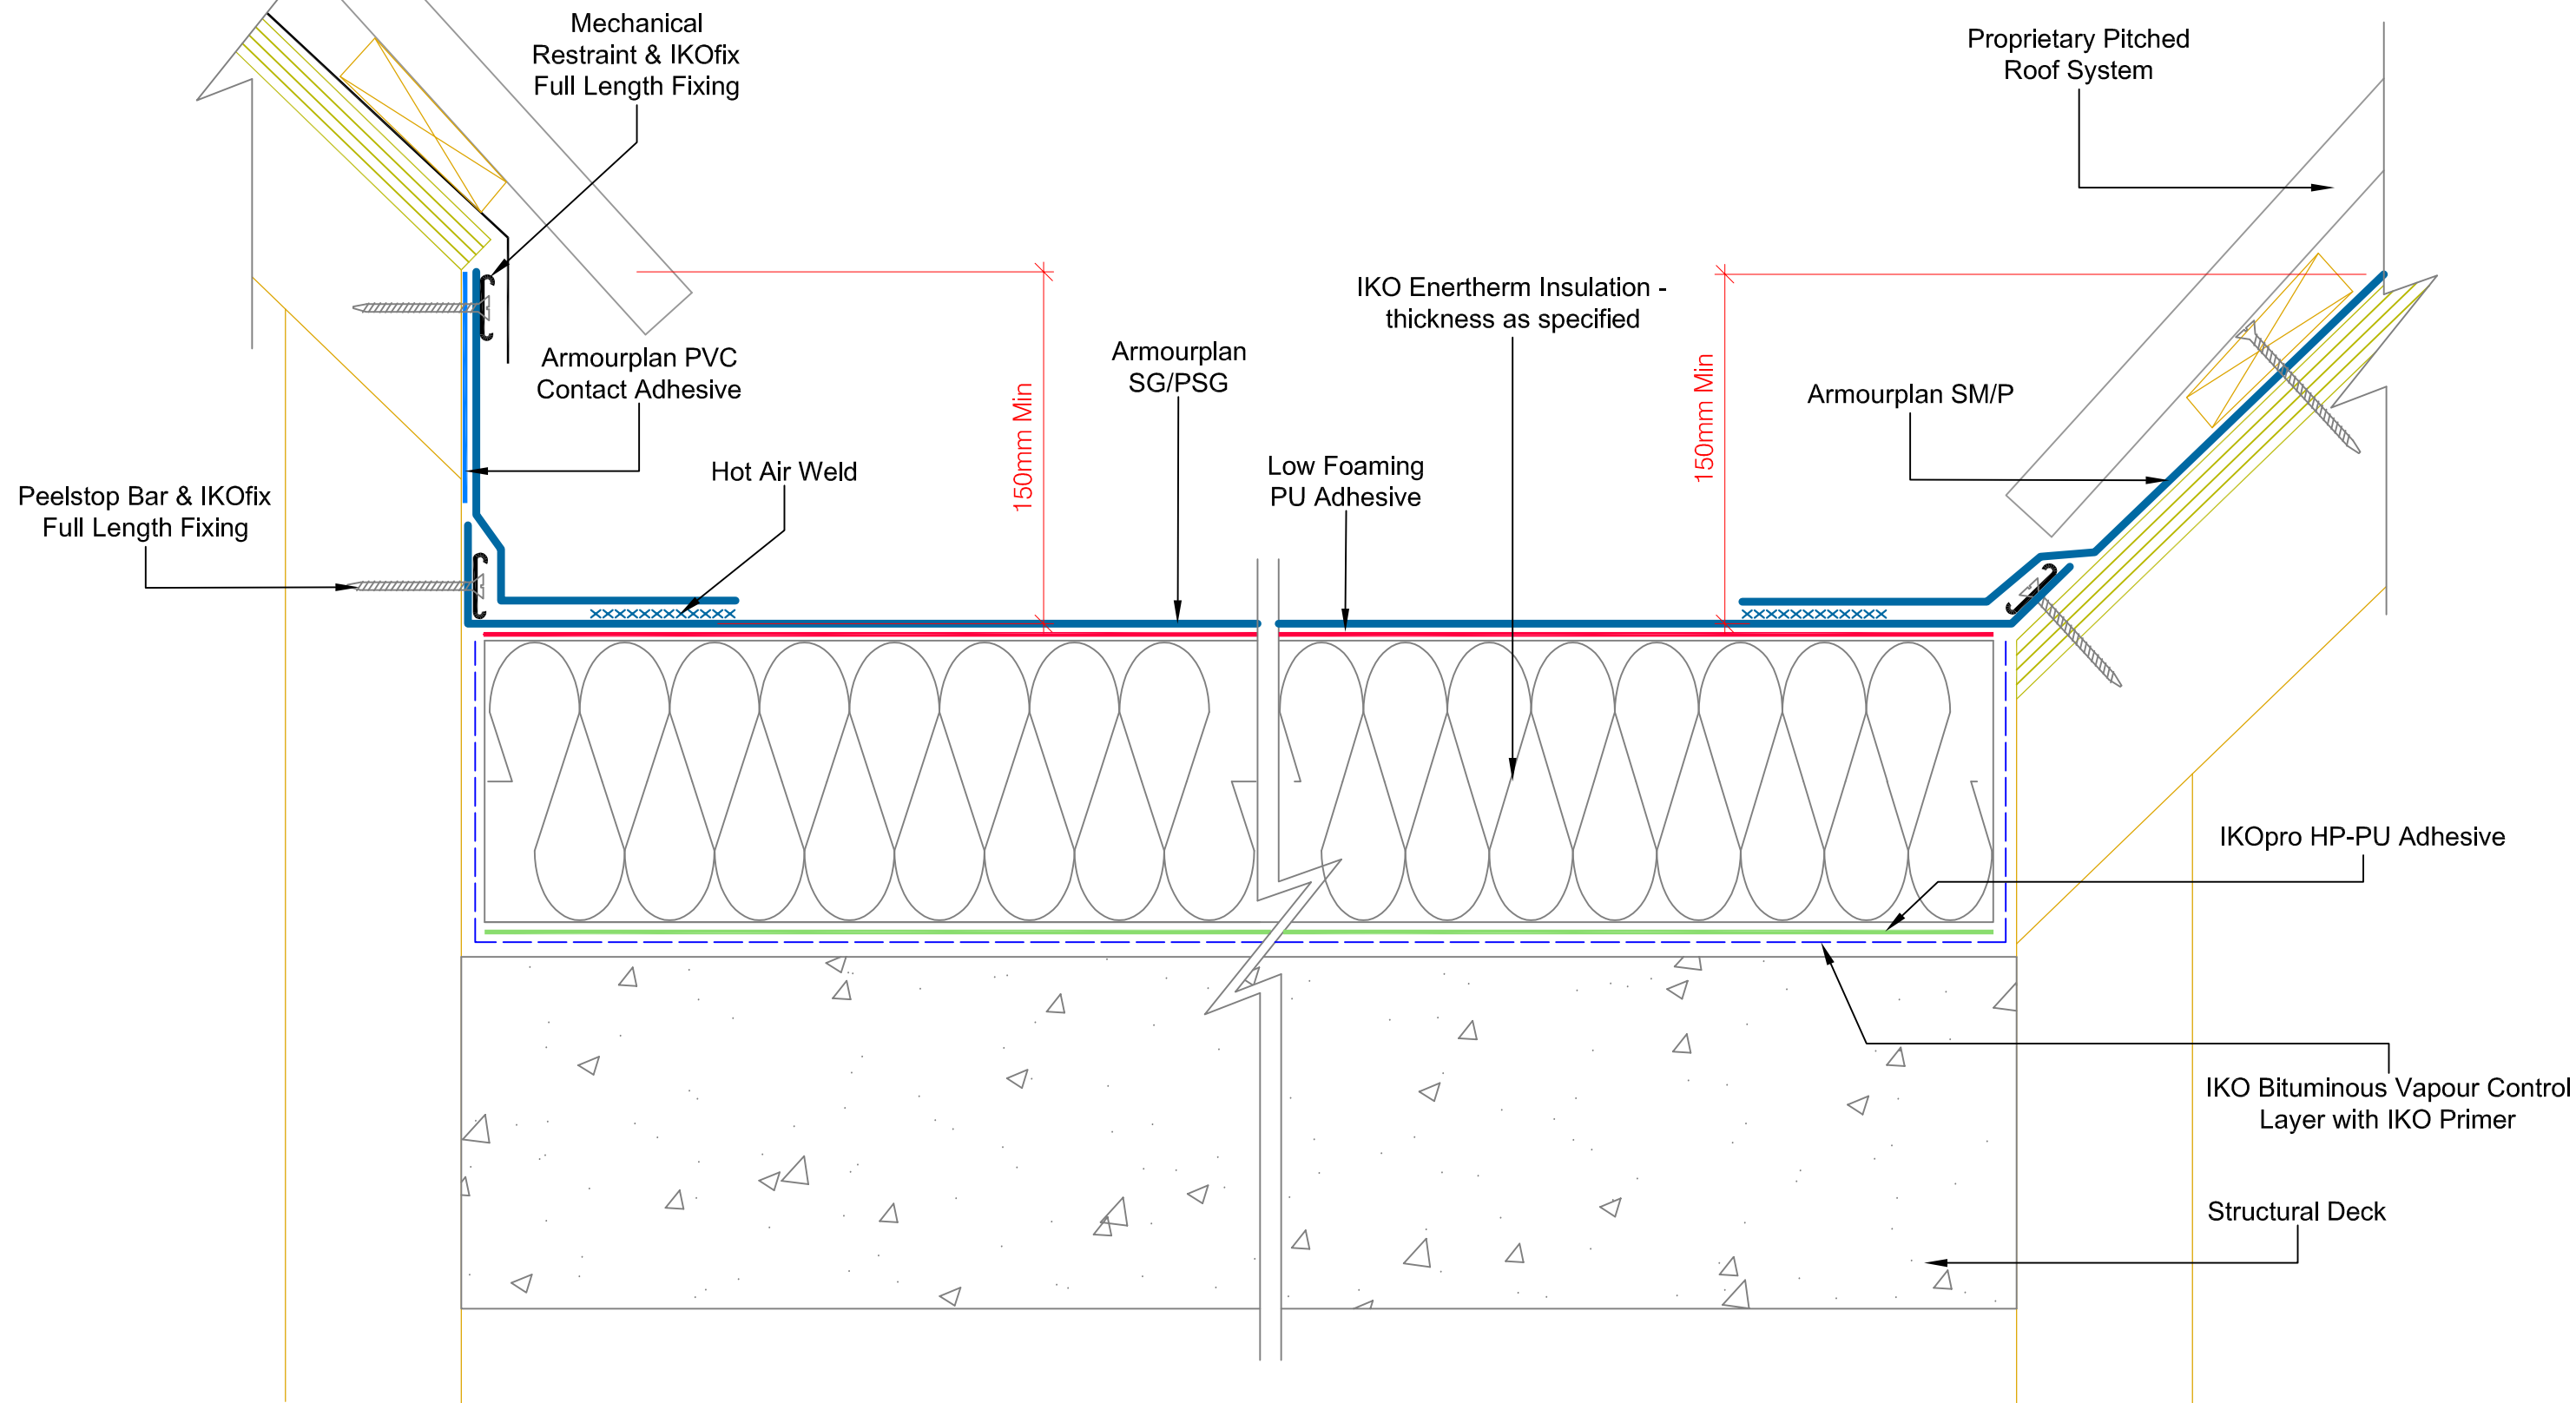 Mechanical
Restraint & IKOfix
Full Length Fixing
Proprietary Pitched
Roof System
IKO Enertherm Insulation -
thickness as specified
Armourplan PVC
Contact Adhesive
Armourplan
SG/PSG
150mm Min
150mm Min
Armourplan SM/P
Hot Air Weld
Low Foaming
PU Adhesive
Peelstop Bar & IKOfix
Full Length Fixing
IKOpro HP-PU Adhesive
IKO Bituminous Vapour Control
Layer with IKO Primer
Structural Deck